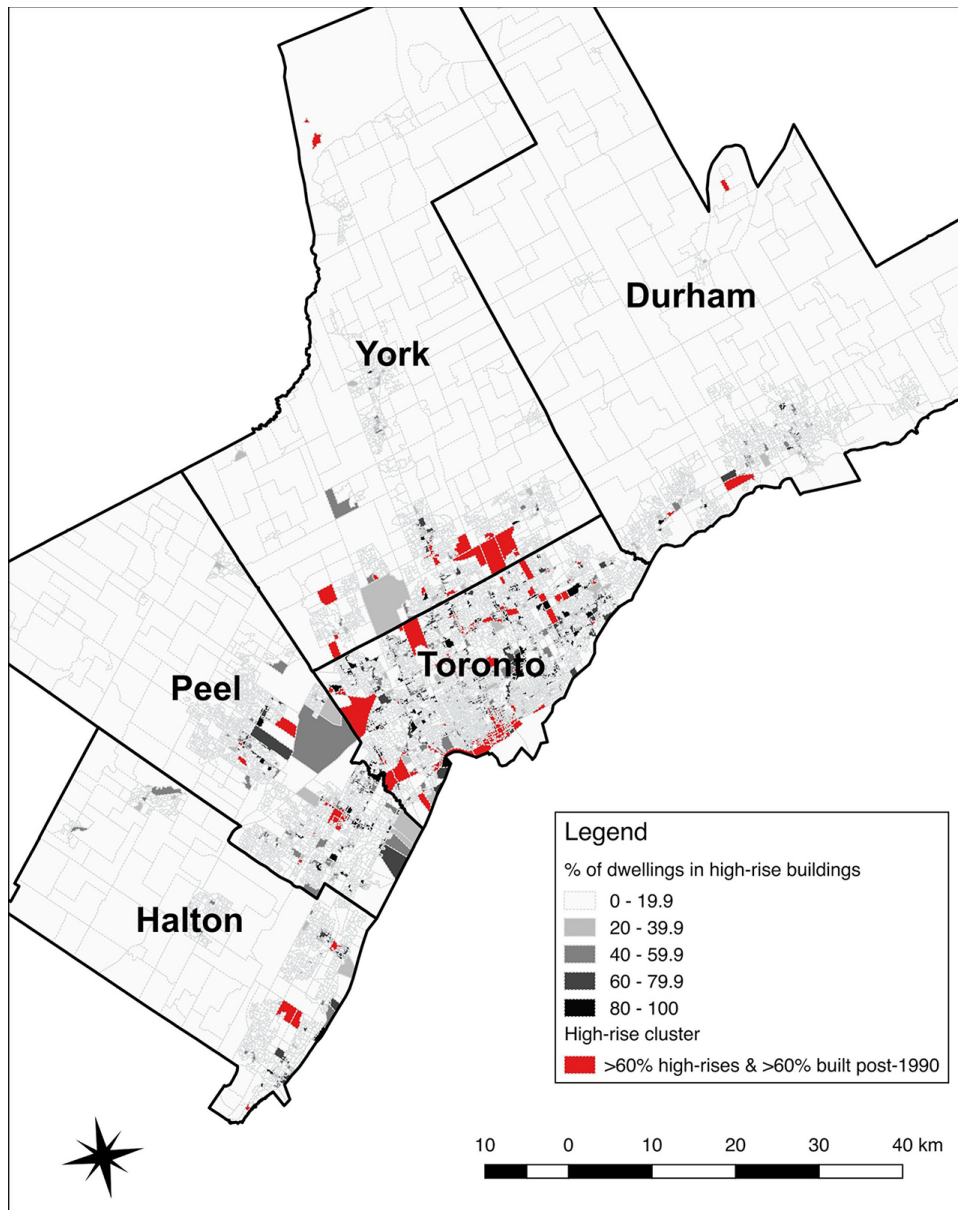 York
Durham
Toronto
Peel
Halton
Legend
% of dwellings in high-rise buildings
0 - 19.9
20 - 39.9
40 - 59.9
60 - 79.9
80 - 100
High-rise cluster
>60% high-rises & >60% built post-1990
10 0 10 20 30 40 km